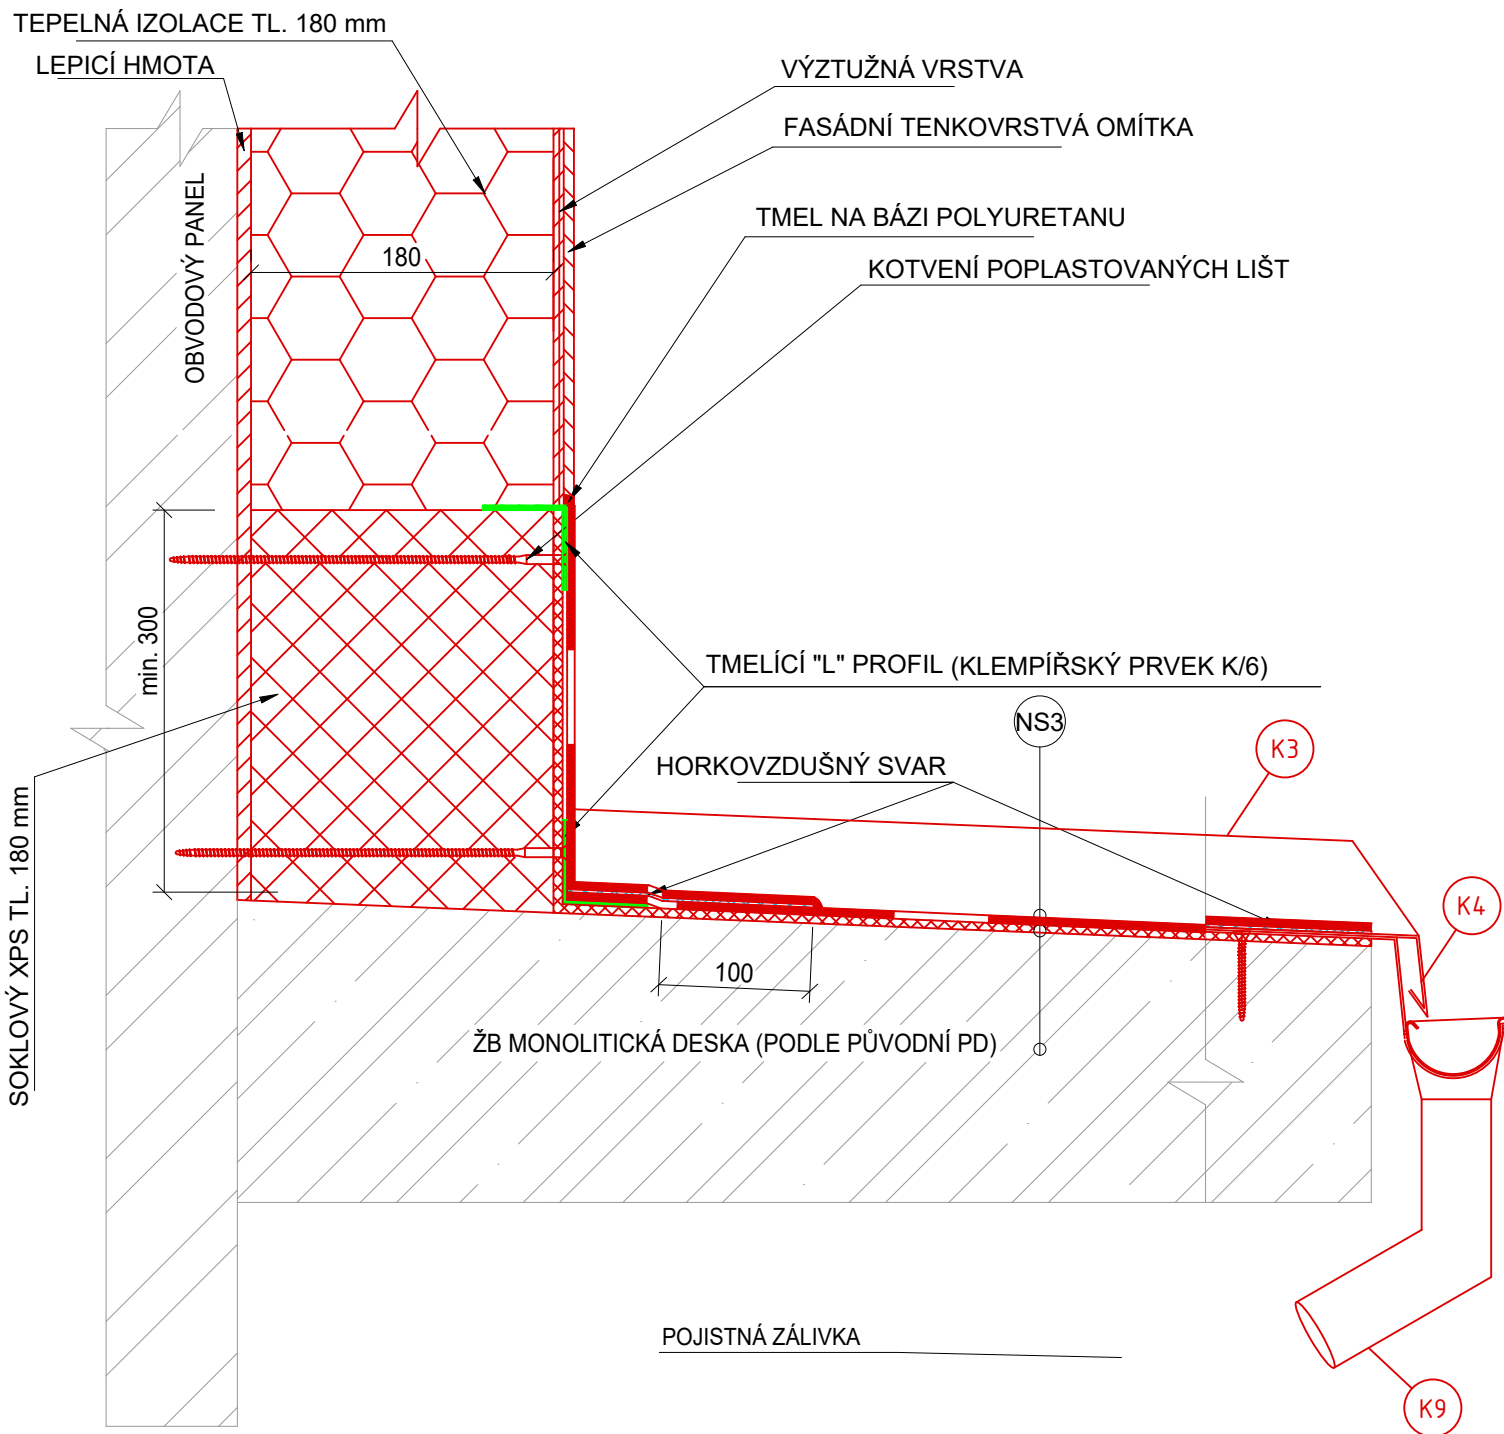 TEPELNÁ IZOLACE TL. 180 mm
LEPICÍ HMOTA
VÝZTUŽNÁ VRSTVA
FASÁDNÍ TENKOVRSTVÁ OMÍTKA
OBVODOVÝ PANEL
TMEL NA BÁZI POLYURETANU
180
KOTVENÍ POPLASTOVANÝCH LIŠT
min. 300
TMELÍCÍ "L" PROFIL (KLEMPÍŘSKÝ PRVEK K/6)
NS3
K3
HORKOVZDUŠNÝ SVAR
SOKLOVÝ XPS TL. 180 mm
K4
100
ŽB MONOLITICKÁ DESKA (PODLE PŮVODNÍ PD)
POJISTNÁ ZÁLIVKA
K9